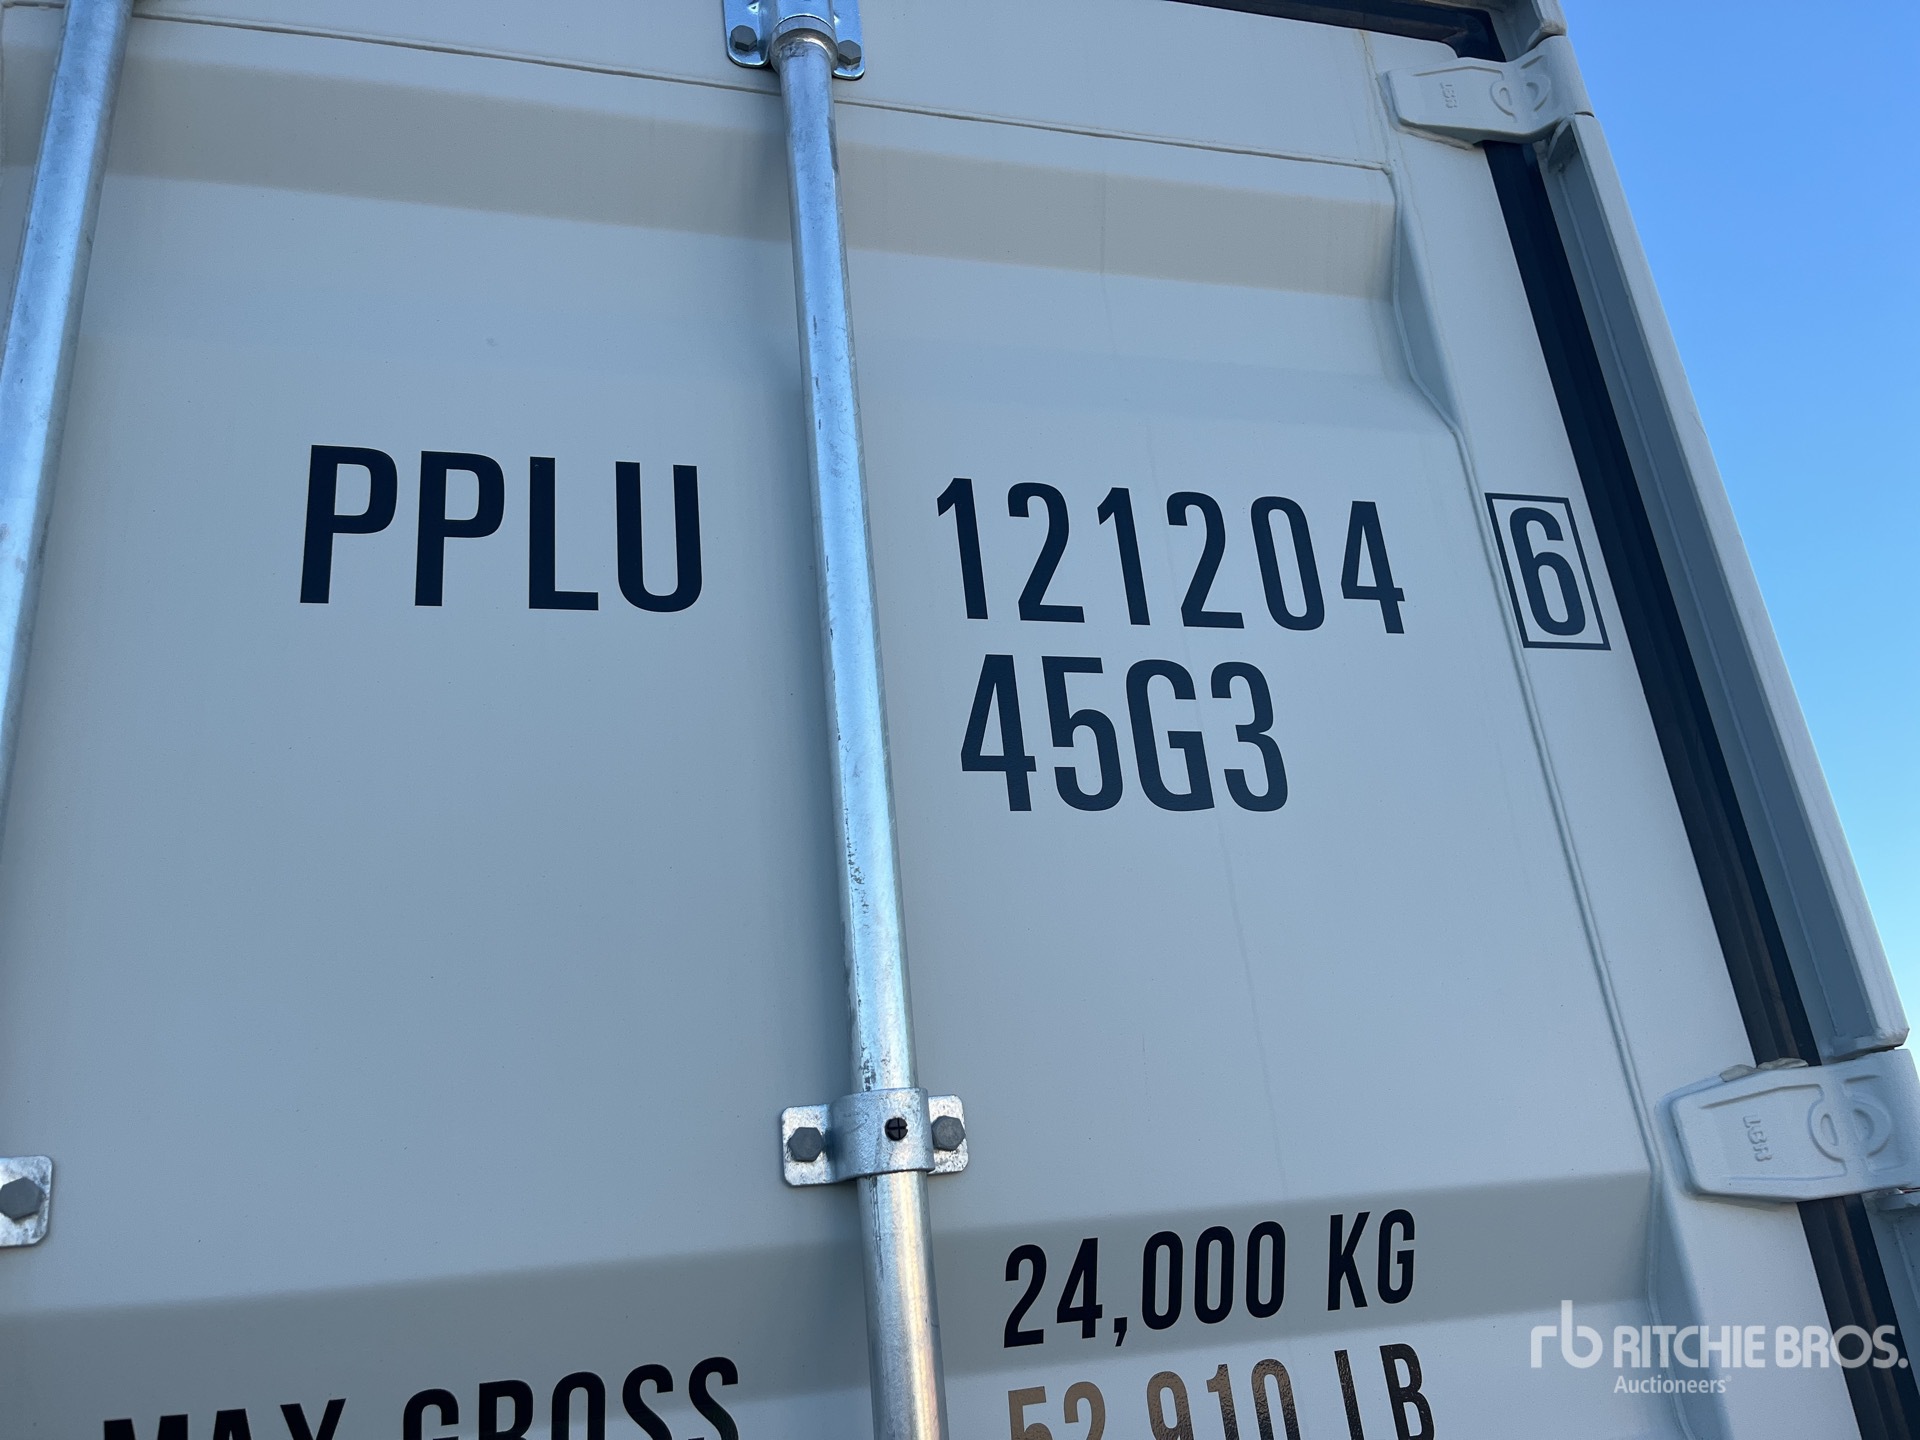 PPLU 121204 6
45G3
24,000 KG
MAX GROSS 52,910 LB
RITCHIE BROS.
Auctioneers